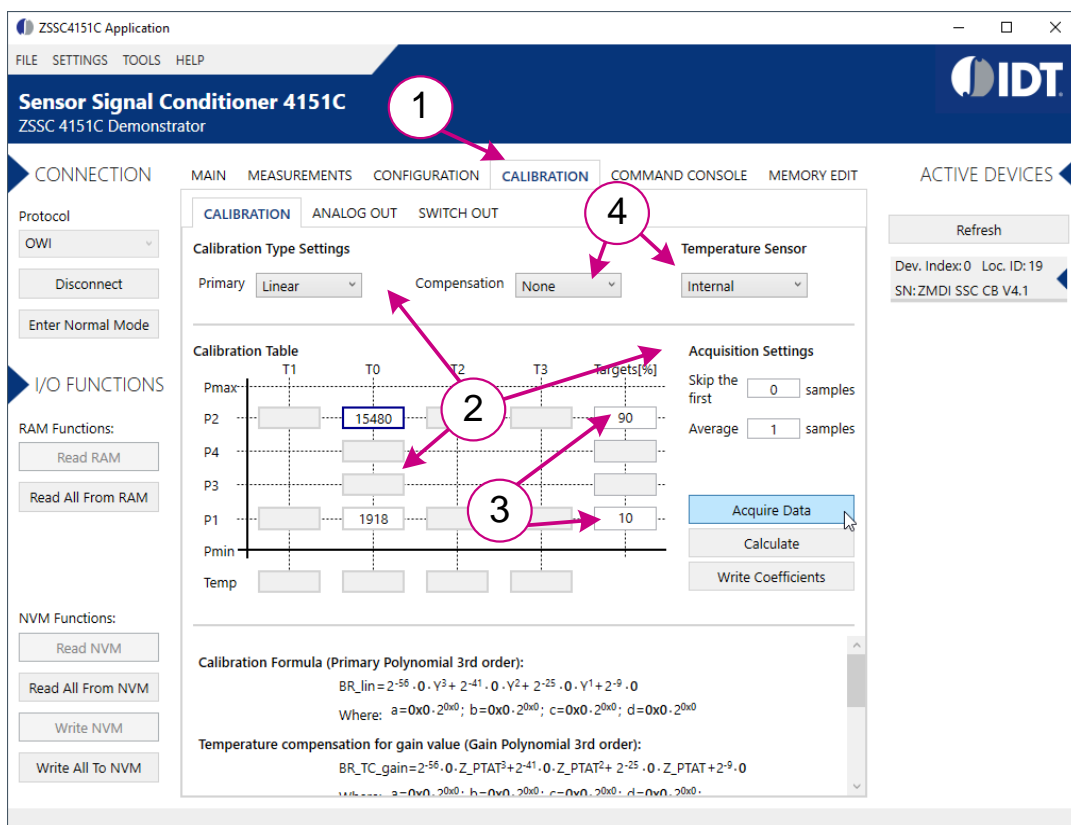 ZSSC4151C Application
FILE SETTINGS TOOLS HELP
IDT
Sensor Signal Conditioner 4151C
ZSSC 4151C Demonstrator
1
CONNECTION
MAIN MEASUREMENTS CONFIGURATION CALIBRATION COMMAND CONSOLE MEMORY EDIT
ACTIVE DEVICES
Protocol
OWI
Disconnect
Enter Normal Mode
CALIBRATION ANALOG OUT SWITCH OUT
4
Calibration Type Settings
Temperature Sensor
Primary Linear Compensation None Internal
Refresh
Dev. Index: 0 Loc. ID: 19
SN: ZMDI SSC CB V4.1
I/O FUNCTIONS
RAM Functions:
Read RAM
Read All From RAM
Calibration Table
T1 T0 T2 T3 Targets[%]
Pmax
P2 15480 90
P4
P3
P1 1918 10
Pmin
Temp
2
3
Acquisition Settings
Skip the first 0 samples
Average 1 samples
Acquire Data
Calculate
Write Coefficients
NVM Functions:
Read NVM
Read All From NVM
Write NVM
Write All To NVM
Calibration Formula (Primary Polynomial 3rd order):
BR_lin=2⁻⁵⁶·0·Y³+ 2⁻⁴¹·0·Y²+ 2⁻²⁵·0·Y¹+2⁻⁹·0
Where: a=0x0·2⁰ˣ⁰; b=0x0·2⁰ˣ⁰; c=0x0·2⁰ˣ⁰; d=0x0·2⁰ˣ⁰
Temperature compensation for gain value (Gain Polynomial 3rd order):
BR_TC_gain=2⁻⁵⁶·0·Z_PTAT³+2⁻⁴¹·0·Z_PTAT²+ 2⁻²⁵·0·Z_PTAT+2⁻⁹·0
Where: a=0x0·2⁰ˣ⁰; b=0x0·2⁰ˣ⁰; c=0x0·2⁰ˣ⁰; d=0x0·2⁰ˣ⁰;